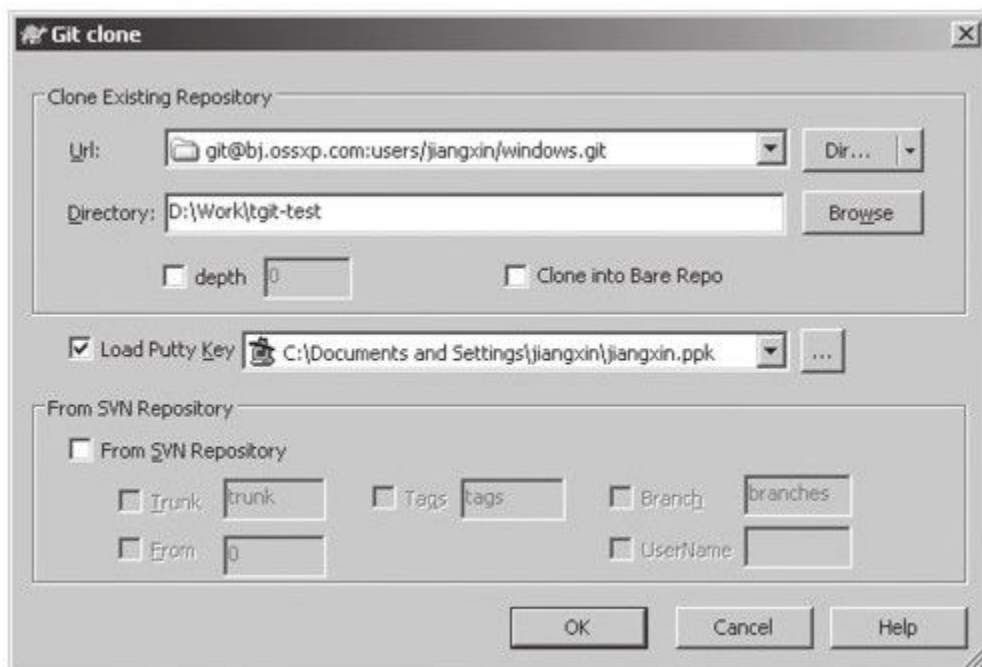 Git clone
Clone Existing Repository
Url: git@bj.ossxp.com:users/jiangxin/windows.git Dir...
Directory: D:\Work\tgit-test Browse
depth 0 Clone into Bare Repo
Load Putty Key C:\Documents and Settings\jiangxin\jiangxin.ppk ...
From SVN Repository
From SVN Repository
Trunk trunk Tags tags Branch branches
From 0 UserName
OK Cancel Help